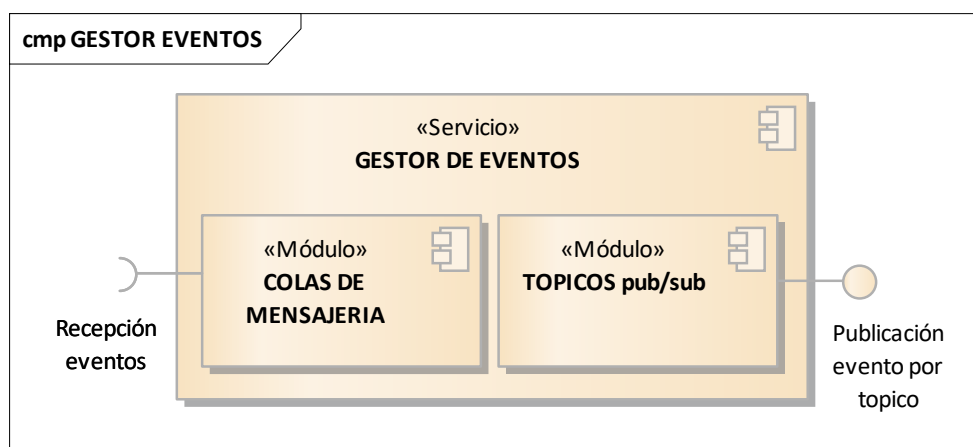 cmp GESTOR EVENTOS
«Servicio»
GESTOR DE EVENTOS
«Módulo»
COLAS DE
MENSAJERIA
«Módulo»
TOPICOS pub/sub
Recepción
eventos
Publicación
evento por
topico